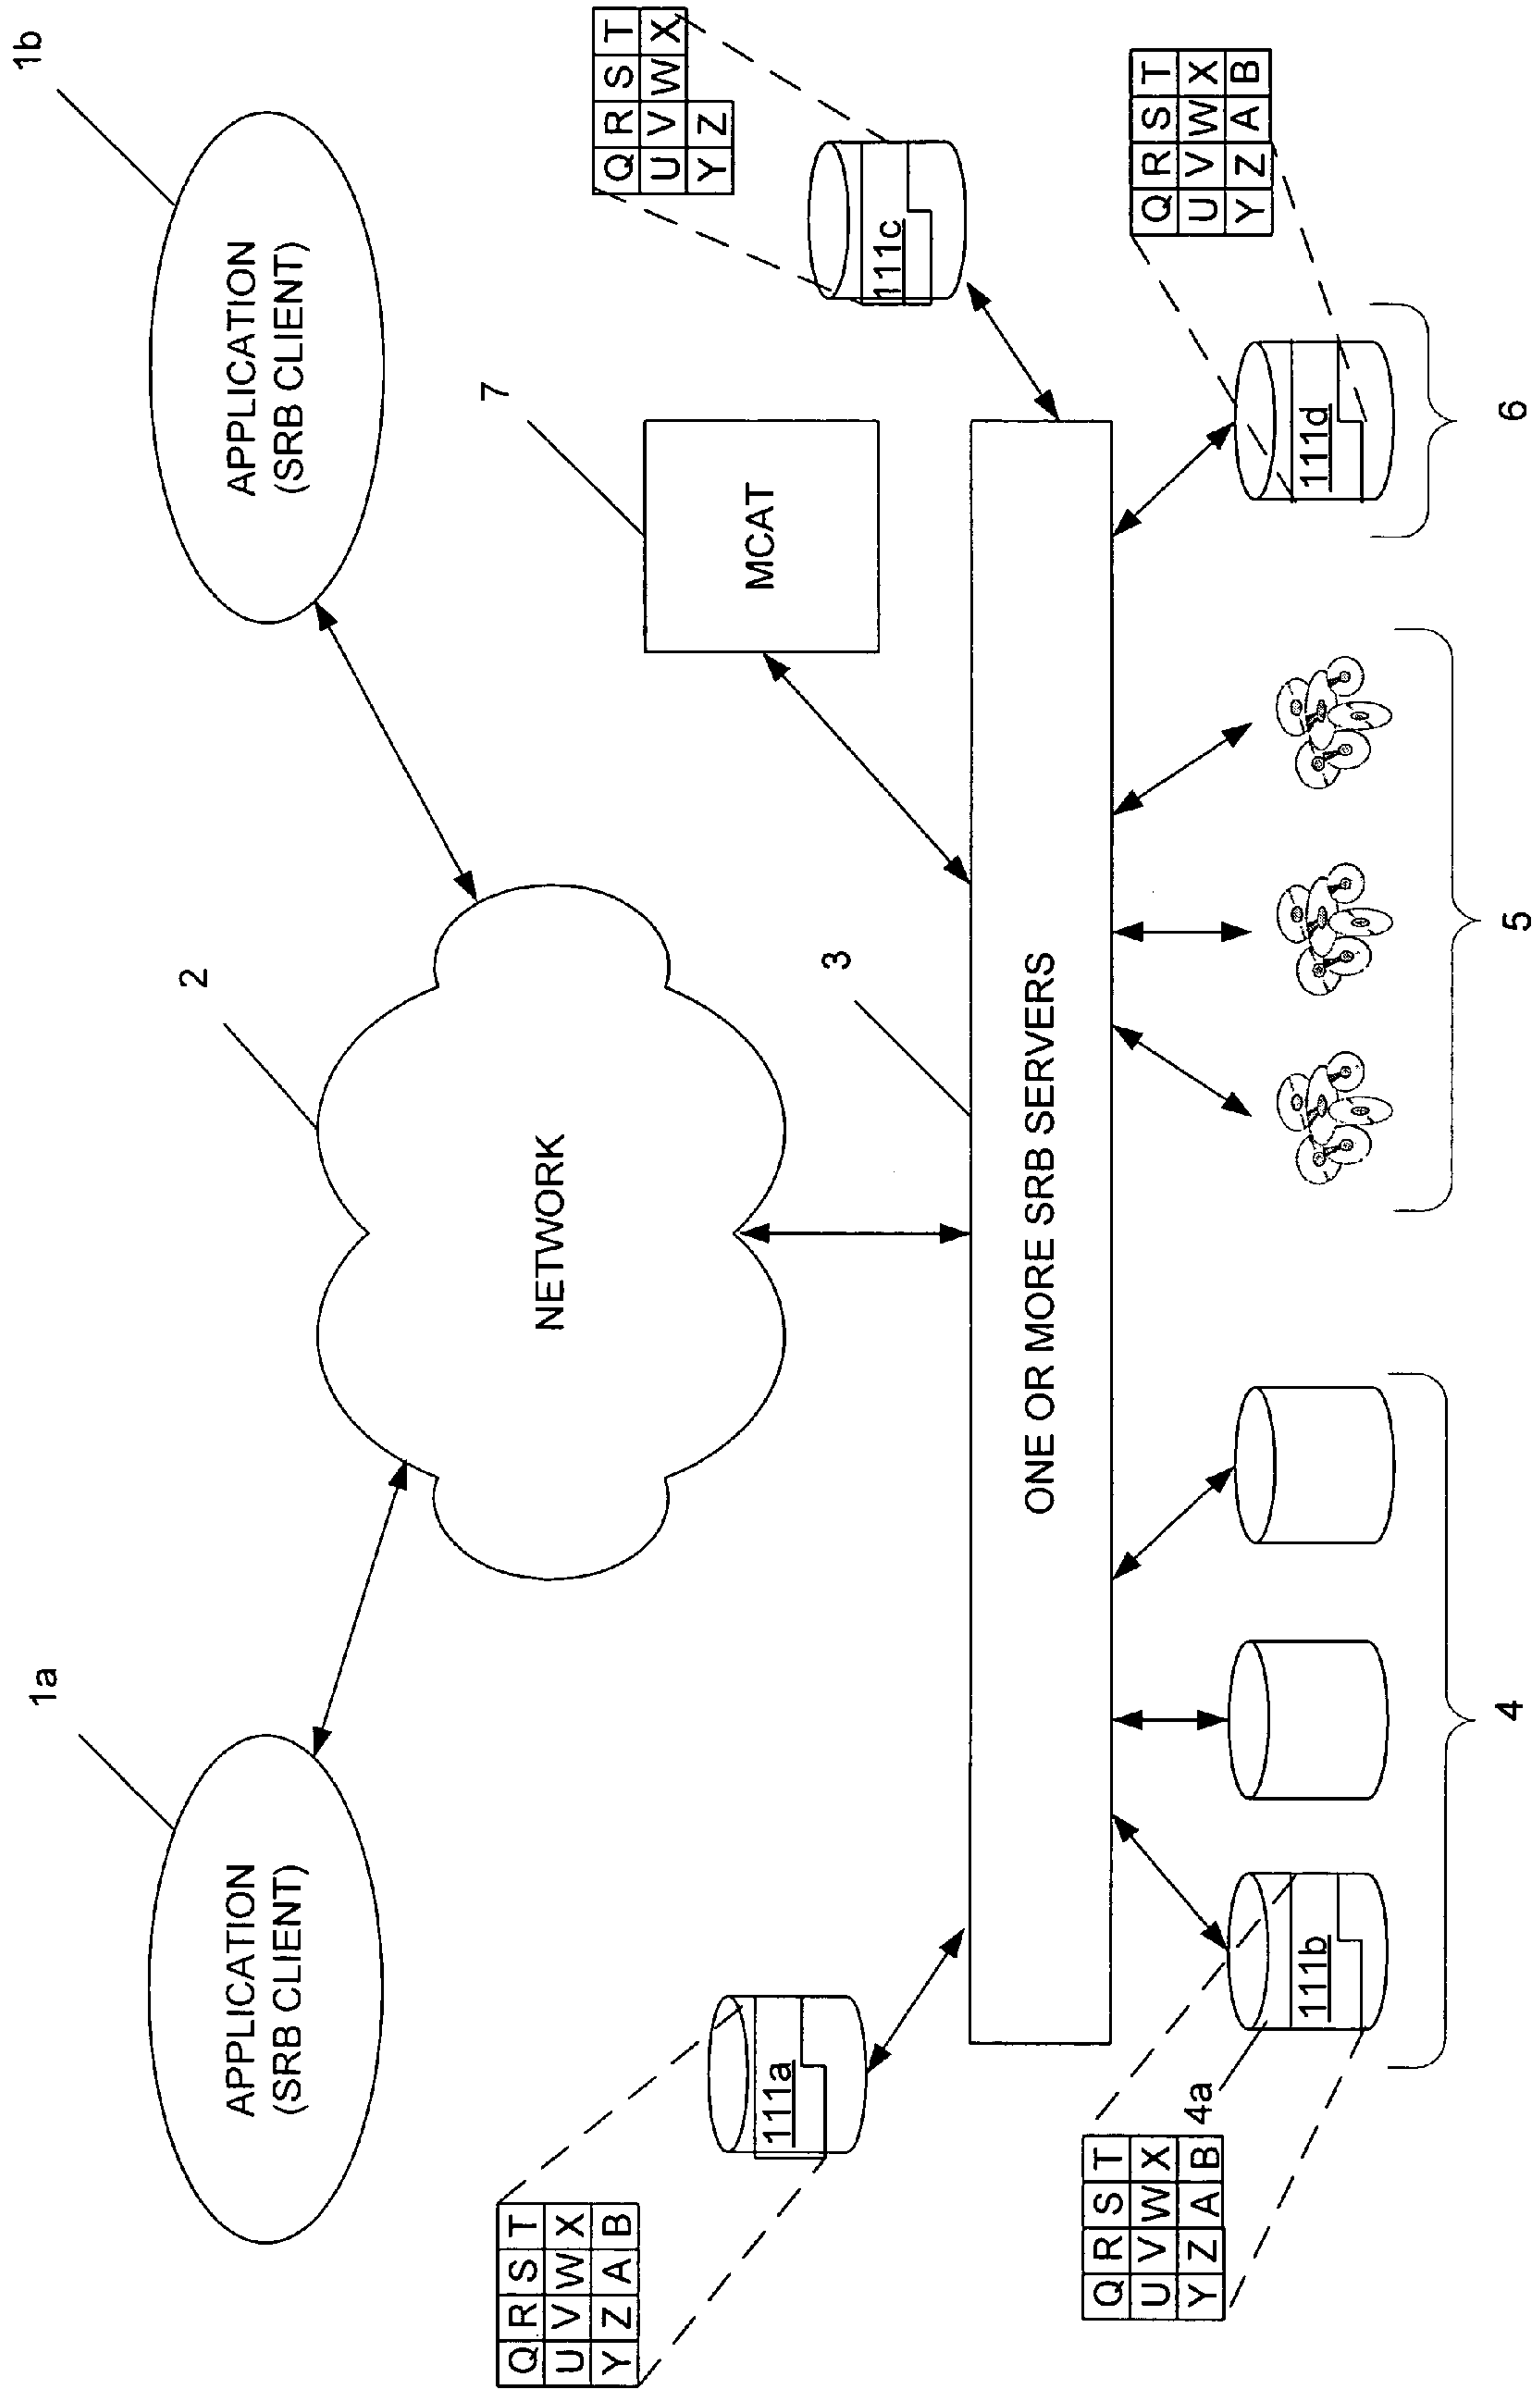 1a
1b
APPLICATION
(SRB CLIENT)
APPLICATION
(SRB CLIENT)
2
NETWORK
7
MCAT
3
ONE OR MORE SRB SERVERS
Q R S T
U V W X
Y Z A B
111a
Q R S T
U V W X
Y Z
111c
Q R S T
U V W X
Y Z A B
4a
111b
Q R S T
U V W X
Y Z A B
111d
4
5
6